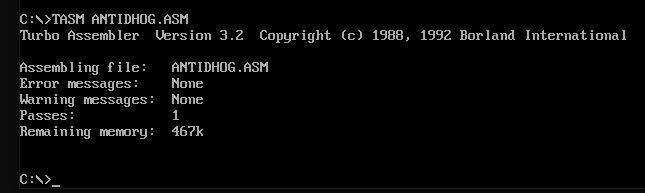 C:\>TASM ANTIDHOG.ASM
Turbo Assembler  Version 3.2  Copyright (c) 1988, 1992 Borland International
Assembling file:   ANTIDHOG.ASM
Error messages:    None
Warning messages:  None
Passes:            1
Remaining memory:  467k
C:\>_